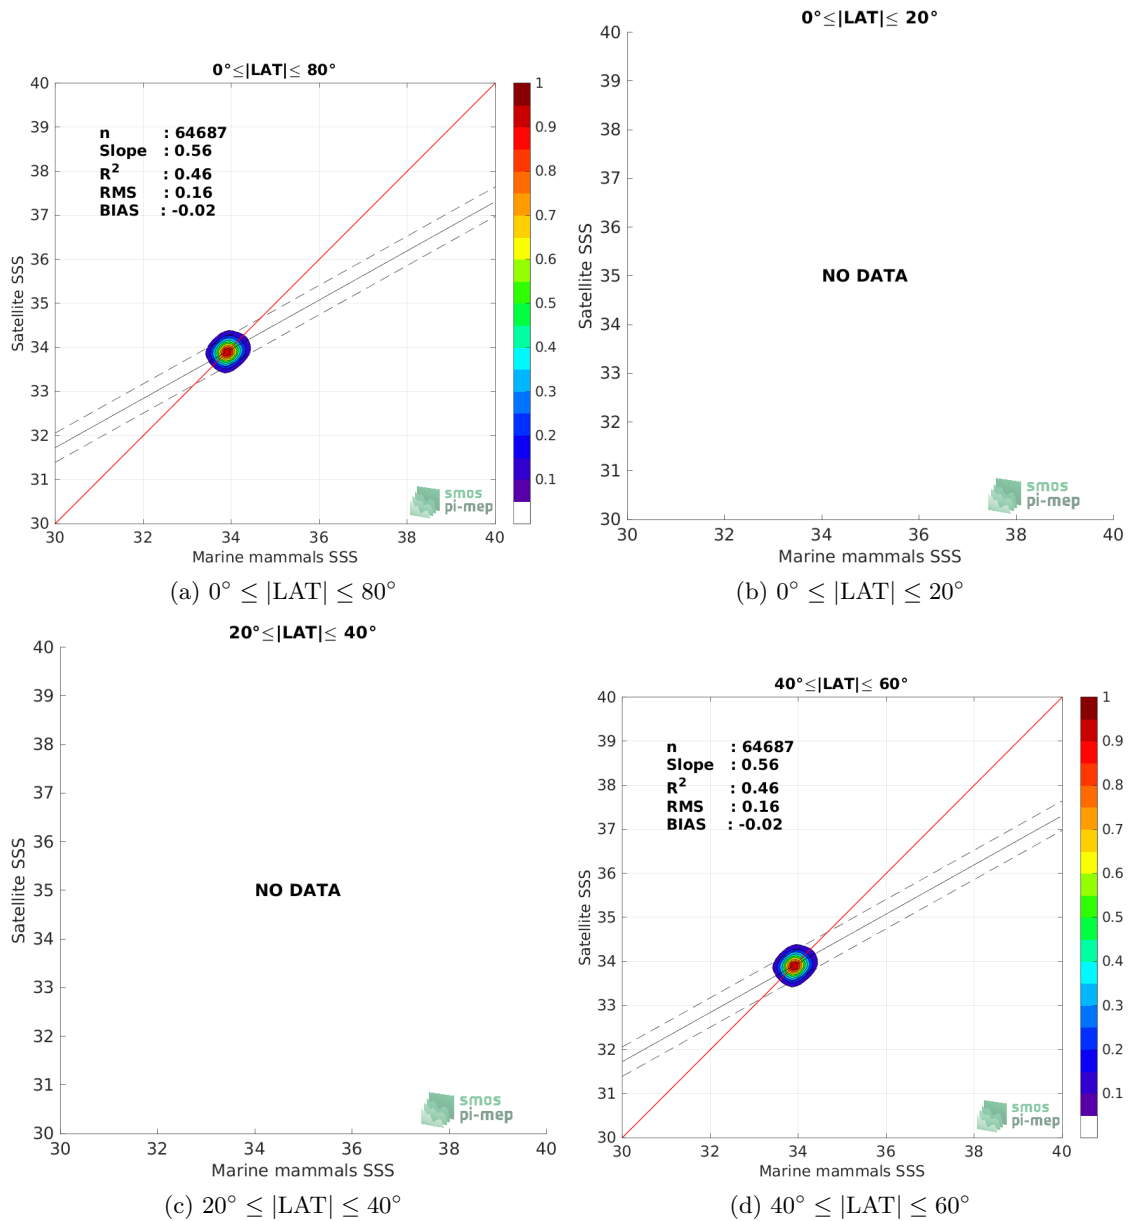 0°≤|LAT|≤ 80°
40
39
38
37
36
35
34
33
32
31
30
n : 64687
Slope : 0.56
R² : 0.46
RMS : 0.16
BIAS : -0.02
Satellite SSS
30 32 34 36 38 40
Marine mammals SSS
1
0.9
0.8
0.7
0.6
0.5
0.4
0.3
0.2
0.1
smos
pi-mep
(a) 0° ≤ |LAT| ≤ 80°
0°≤|LAT|≤ 20°
40
39
38
37
36
35
34
33
32
31
30
NO DATA
Satellite SSS
30 32 34 36 38 40
Marine mammals SSS
smos
pi-mep
(b) 0° ≤ |LAT| ≤ 20°
20°≤|LAT|≤ 40°
40
39
38
37
36
35
34
33
32
31
30
NO DATA
Satellite SSS
30 32 34 36 38 40
Marine mammals SSS
smos
pi-mep
(c) 20° ≤ |LAT| ≤ 40°
40°≤|LAT|≤ 60°
40
39
38
37
36
35
34
33
32
31
30
n : 64687
Slope : 0.56
R² : 0.46
RMS : 0.16
BIAS : -0.02
Satellite SSS
30 32 34 36 38 40
Marine mammals SSS
1
0.9
0.8
0.7
0.6
0.5
0.4
0.3
0.2
0.1
smos
pi-mep
(d) 40° ≤ |LAT| ≤ 60°